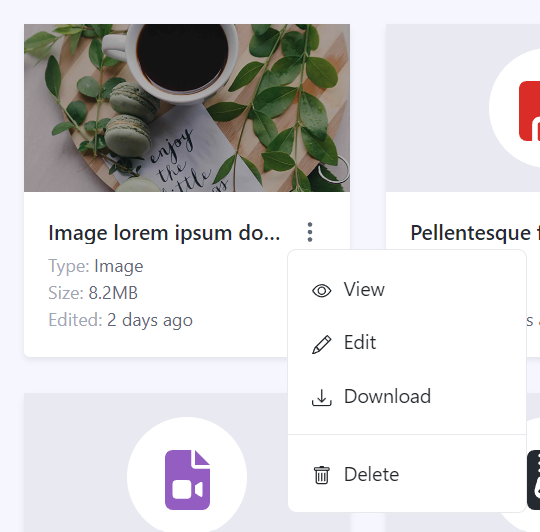 enjoy
the
little
Image lorem ipsum do...
Pellentesque
Type: Image
Size: 8.2MB
Edited: 2 days ago
View
Edit
Download
Delete